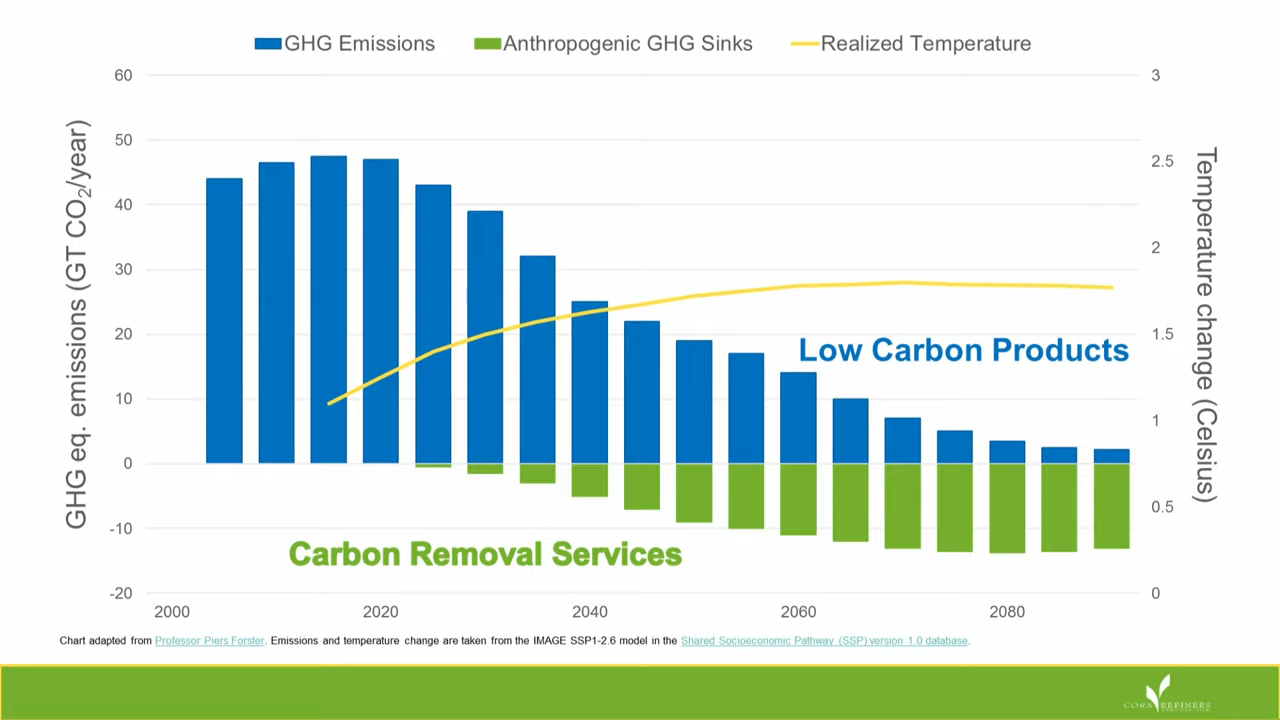 GHG Emissions Anthropogenic GHG Sinks Realized Temperature
60
50
40
30
20
10
0
-10
-20
GHG eq. emissions (GT CO₂/year)
3
2.5
2
1.5
1
0.5
0
Temperature change (Celsius)
Low Carbon Products
Carbon Removal Services
2000 2020 2040 2060 2080
Chart adapted from Professor Piers Forster. Emissions and temperature change are taken from the IMAGE SSP1-2.6 model in the Shared Socioeconomic Pathway (SSP) version 1.0 database.
CORN REFINERS